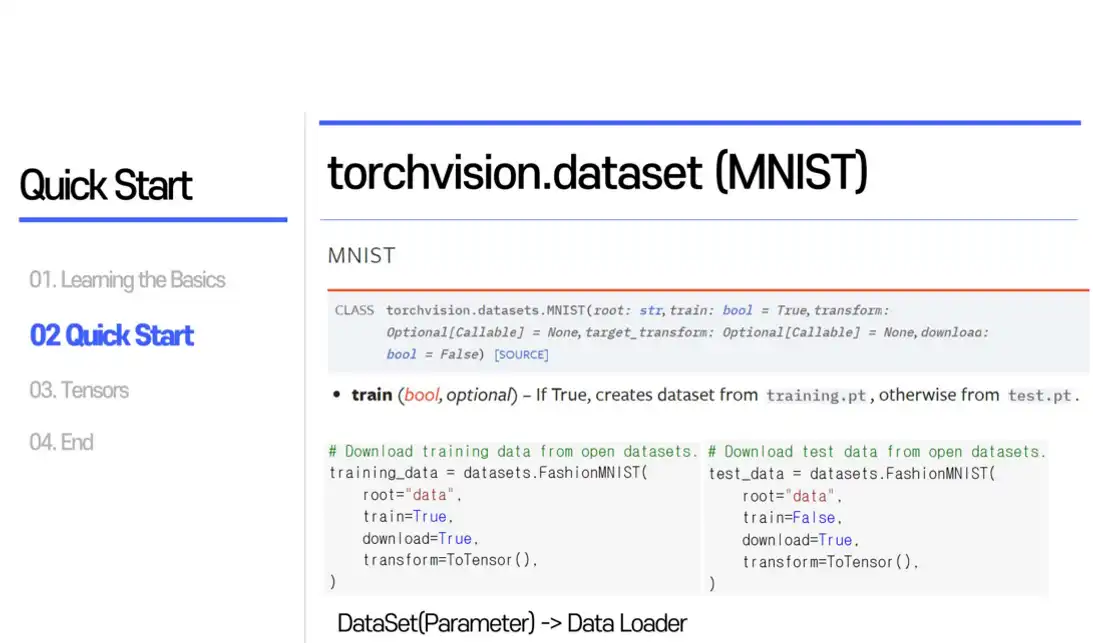 Quick Start
01. Learning the Basics
02 Quick Start
03. Tensors
04. End
torchvision.dataset (MNIST)
MNIST
CLASS torchvision.datasets.MNIST(root: str, train: bool = True, transform:
Optional[Callable] = None, target_transform: Optional[Callable] = None, download:
bool = False) [SOURCE]
• train (bool, optional) – If True, creates dataset from training.pt, otherwise from test.pt.
# Download training data from open datasets.
training_data = datasets.FashionMNIST(
root="data",
train=True,
download=True,
transform=ToTensor(),
)
# Download test data from open datasets.
test_data = datasets.FashionMNIST(
root="data",
train=False,
download=True,
transform=ToTensor(),
)
DataSet(Parameter) -> Data Loader